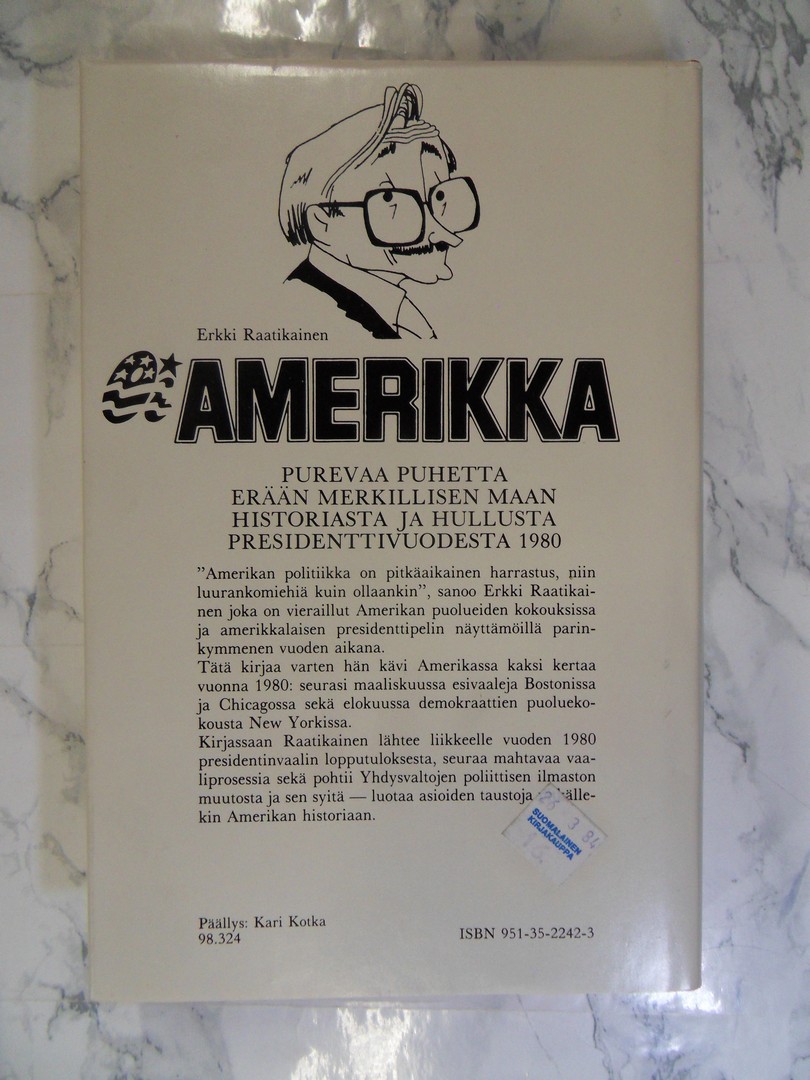 Erkki Raatikainen
AMERIKKA
PUREVAA PUHETTA
ERÄÄN MERKILLISEN MAAN
HISTORIASTA JA HULLUSTA
PRESIDENTTIVUODESTA 1980
”Amerikan politiikka on pitkäaikainen harrastus, niin
luurankomiehiä kuin ollaankin”, sanoo Erkki Raatikai-
nen joka on vieraillut Amerikan puolueiden kokouksissa
ja amerikkalaisen presidenttipelin näyttämöillä parin-
kymmenen vuoden aikana.
Tätä kirjaa varten hän kävi Amerikassa kaksi kertaa
vuonna 1980: seurasi maaliskuussa esivaaleja Bostonissa
ja Chicagossa sekä elokuussa demokraattien puolueko-
kousta New Yorkissa.
Kirjassaan Raatikainen lähtee liikkeelle vuoden 1980
presidentinvaalin lopputuloksesta, seuraa mahtavaa vaa-
liprosessia sekä pohtii Yhdysvaltojen poliittisen ilmaston
muutosta ja sen syitä — luotaa asioiden taustoja älle-
kin Amerikan historiaan.
3 84
SUOMALAINEN
KIRJAKAUPPA
Päällys: Kari Kotka
98.324
ISBN 951-35-2242-3